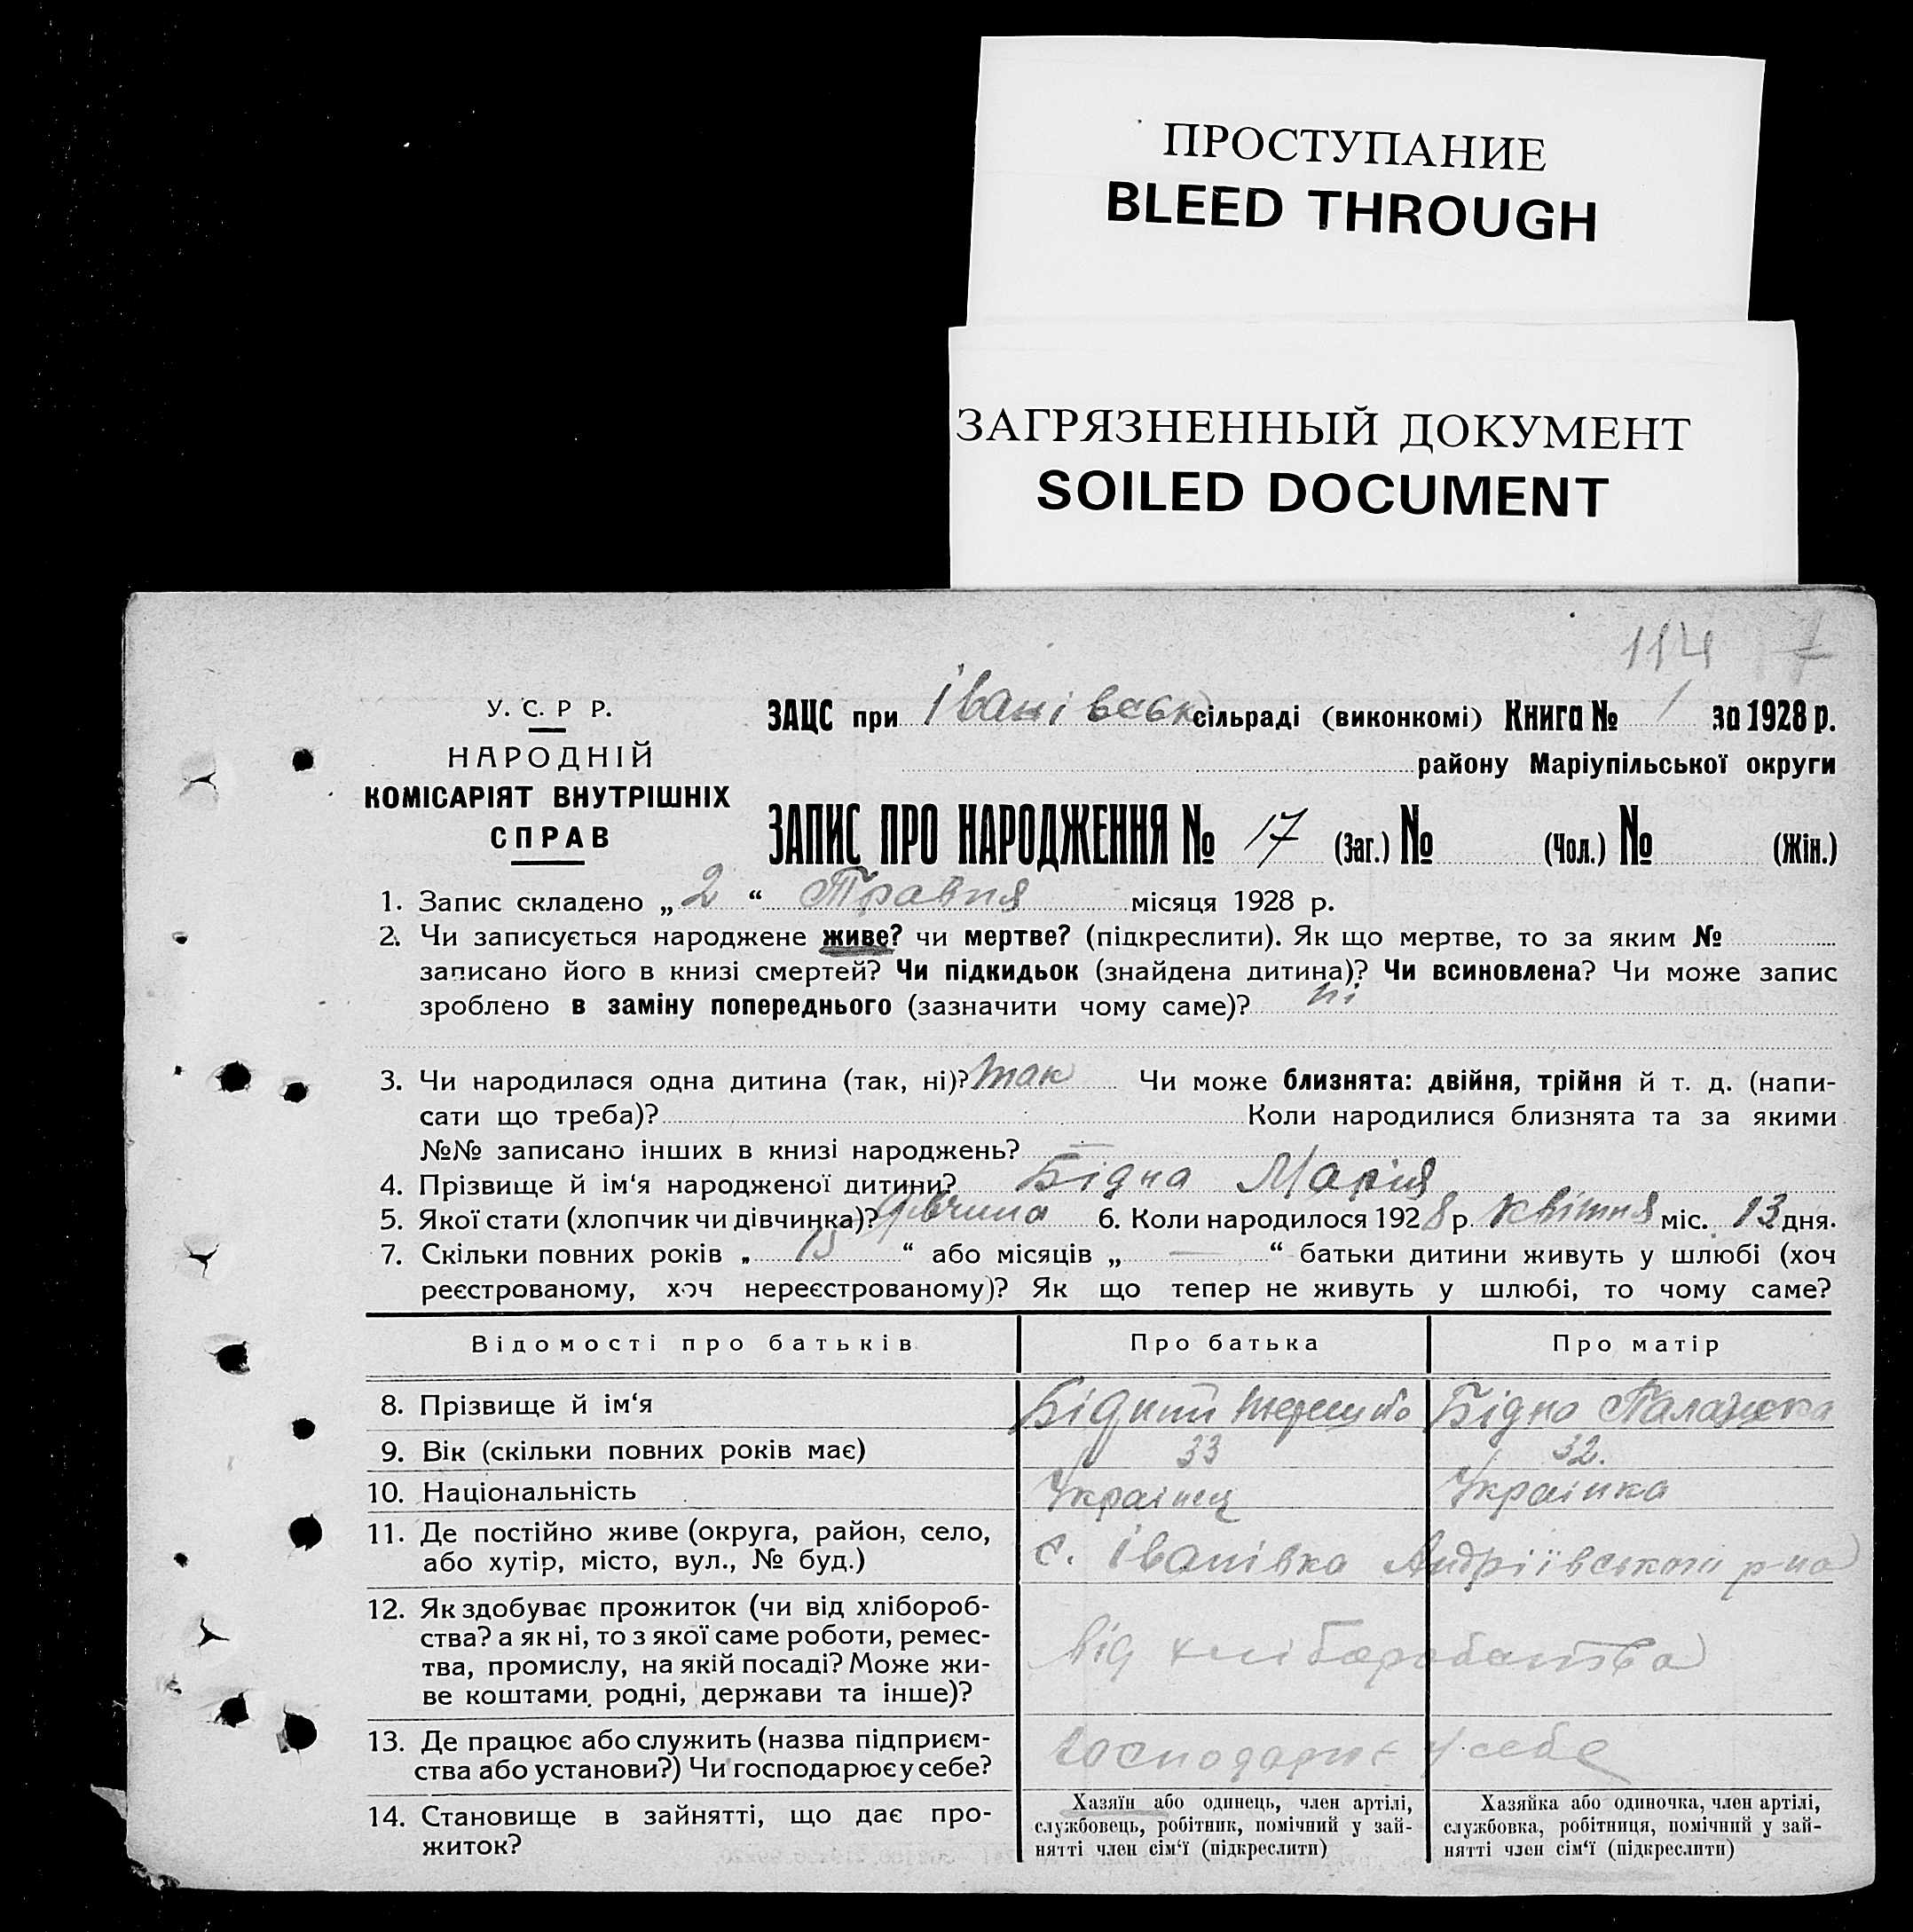 ПРОСТУПАНИЕ
BLEED THROUGH
ЗАГРЯЗНЕННЫЙ ДОКУМЕНТ
SOILED DOCUMENT
114 7
У. С. Р Р.
НАРОДНІЙ
КОМІСАРІЯТ ВНУТРІШНІХ
СПРАВ
ЗАЦС при Іванівськ сільраді (виконкомі) Книга № 1 за 1928 р.
району Маріупільської округи
ЗАПИС ПРО НАРОДЖЕННЯ № 17 (Заг.) № (Чол.) № (Жін.)
1. Запис складено „ 2 “ Травня місяця 1928 р.
2. Чи записується народжене живе? чи мертве? (підкреслити). Як що мертве, то за яким №
записано його в книзі смертей? Чи підкидьок (знайдена дитина)? Чи всиновлена? Чи може запис
зроблено в заміну попереднього (зазначити чому саме)? ні
3. Чи народилася одна дитина (так, ні)? так Чи може близнята: двійня, трійня й т. д. (напи-
сати що треба)? Коли народилися близнята та за якими
№№ записано інших в книзі народжень? —
4. Прізвище й ім‘я народженої дитини? Бідна Марія
5. Якої стати (хлопчик чи дівчинка)? дівчина 6. Коли народилося 1928 р. квітня міс. 13 дня.
7. Скільки повних років „ 15 “ або місяців „ — “ батьки дитини живуть у шлюбі (хоч
реєстрованому, хоч нереєстрованому)? Як що тепер не живуть у шлюбі, то чому саме?
Відомості про батьків Про батька Про матір
8. Прізвище й ім‘я Бідний Терешко Бідна Палажка
9. Вік (скільки повних років має) 33 32.
10. Національність Українец Українка
11. Де постійно живе (округа, район, село,
або хутір, місто, вул., № буд.)
с. Іванівка Андріївського р-на
12. Як здобуває прожиток (чи від хлібороб-
ства? а як ні, то з якої саме роботи, ремес-
тва, промислу, на якій посаді? Може жи-
ве коштами родні, держави та інше)?
від хліборобства
13. Де працює або служить (назва підприєм-
ства або установи?) Чи господарює у себе?
господарює у себе
14. Становище в зайнятті, що дає про-
житок?
Хазяїн або одинець, член артілі,
службовець, робітник, помічний у зай-
нятті член сім‘ї (підкреслити)
Хазяйка або одиночка, член артілі,
службовка, робітниця, помічний у зай-
нятті член сім‘ї (підкреслити)